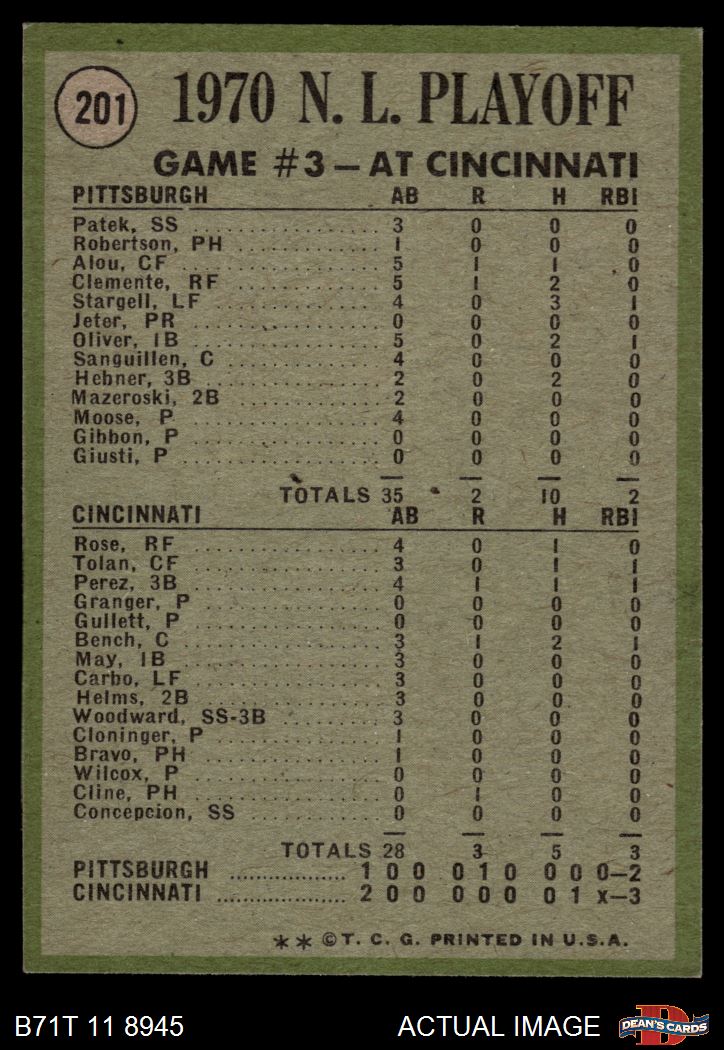 201
1970 N. L. PLAYOFF
GAME #3 – AT CINCINNATI
PITTSBURGH AB R H RBI
Patek, SS .................... 3 0 0 0
Robertson, PH ............... 1 0 0 0
Alou, CF .................... 5 1 1 0
Clemente, RF ................ 5 1 2 0
Stargell, LF ................ 4 0 3 1
Jeter, PR ................... 0 0 0 0
Oliver, 1B .................. 5 0 2 1
Sanguillen, C ............... 4 0 0 0
Hebner, 3B .................. 2 0 2 0
Mazeroski, 2B ............... 2 0 0 0
Moose, P .................... 4 0 0 0
Gibbon, P ................... 0 0 0 0
Giusti, P ................... 0 0 0 0
TOTALS 35 2 10 2
CINCINNATI AB R H RBI
Rose, RF .................... 4 0 1 0
Tolan, CF ................... 3 0 1 1
Perez, 3B ................... 4 1 1 1
Granger, P .................. 0 0 0 0
Gullett, P .................. 0 0 0 0
Bench, C .................... 3 1 2 1
May, 1B ..................... 3 0 0 0
Carbo, LF ................... 3 0 0 0
Helms, 2B ................... 3 0 0 0
Woodward, SS-3B ............. 3 0 0 0
Cloninger, P ................ 1 0 0 0
Bravo, PH ................... 1 0 0 0
Wilcox, P ................... 0 0 0 0
Cline, PH ................... 0 1 0 0
Concepcion, SS .............. 0 0 0 0
TOTALS 28 3 5 3
PITTSBURGH .................. 1 0 0 0 1 0 0 0 0–2
CINCINNATI .................. 2 0 0 0 0 0 0 1 x–3
** © T. C. G. PRINTED IN U.S.A.
B71T 11 8945 ACTUAL IMAGE D DEAN'S CARDS